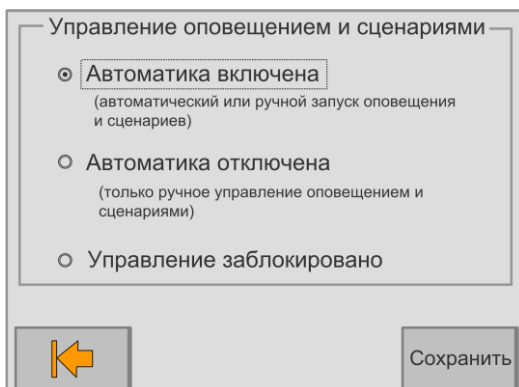 Управление оповещением и сценариями
Автоматика включена
(автоматический или ручной запуск оповещения
и сценариев)
Автоматика отключена
(только ручное управление оповещением и
сценариями)
Управление заблокировано
Сохранить